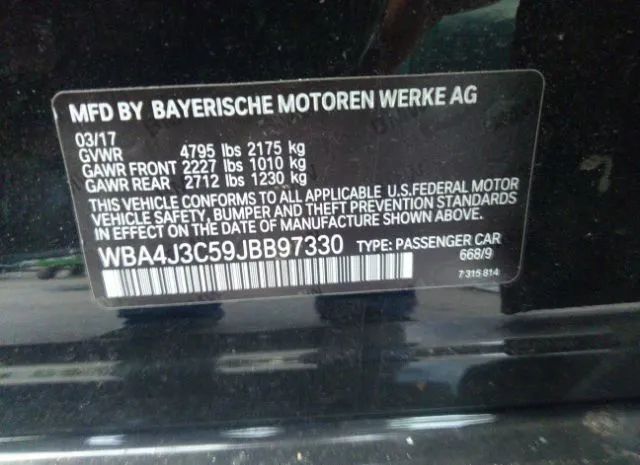 MFD BY BAYERISCHE MOTOREN WERKE AG
03/17
GVWR 4795 lbs 2175 kg
GAWR FRONT 2227 lbs 1010 kg
GAWR REAR 2712 lbs 1230 kg
THIS VEHICLE CONFORMS TO ALL APPLICABLE U.S.FEDERAL MOTOR
VEHICLE SAFETY, BUMPER AND THEFT PREVENTION STANDARDS
IN EFFECT ON THE DATE OF MANUFACTURE SHOWN ABOVE.
WBA4J3C59JBB97330 TYPE: PASSENGER CAR
668/9
7 315 814